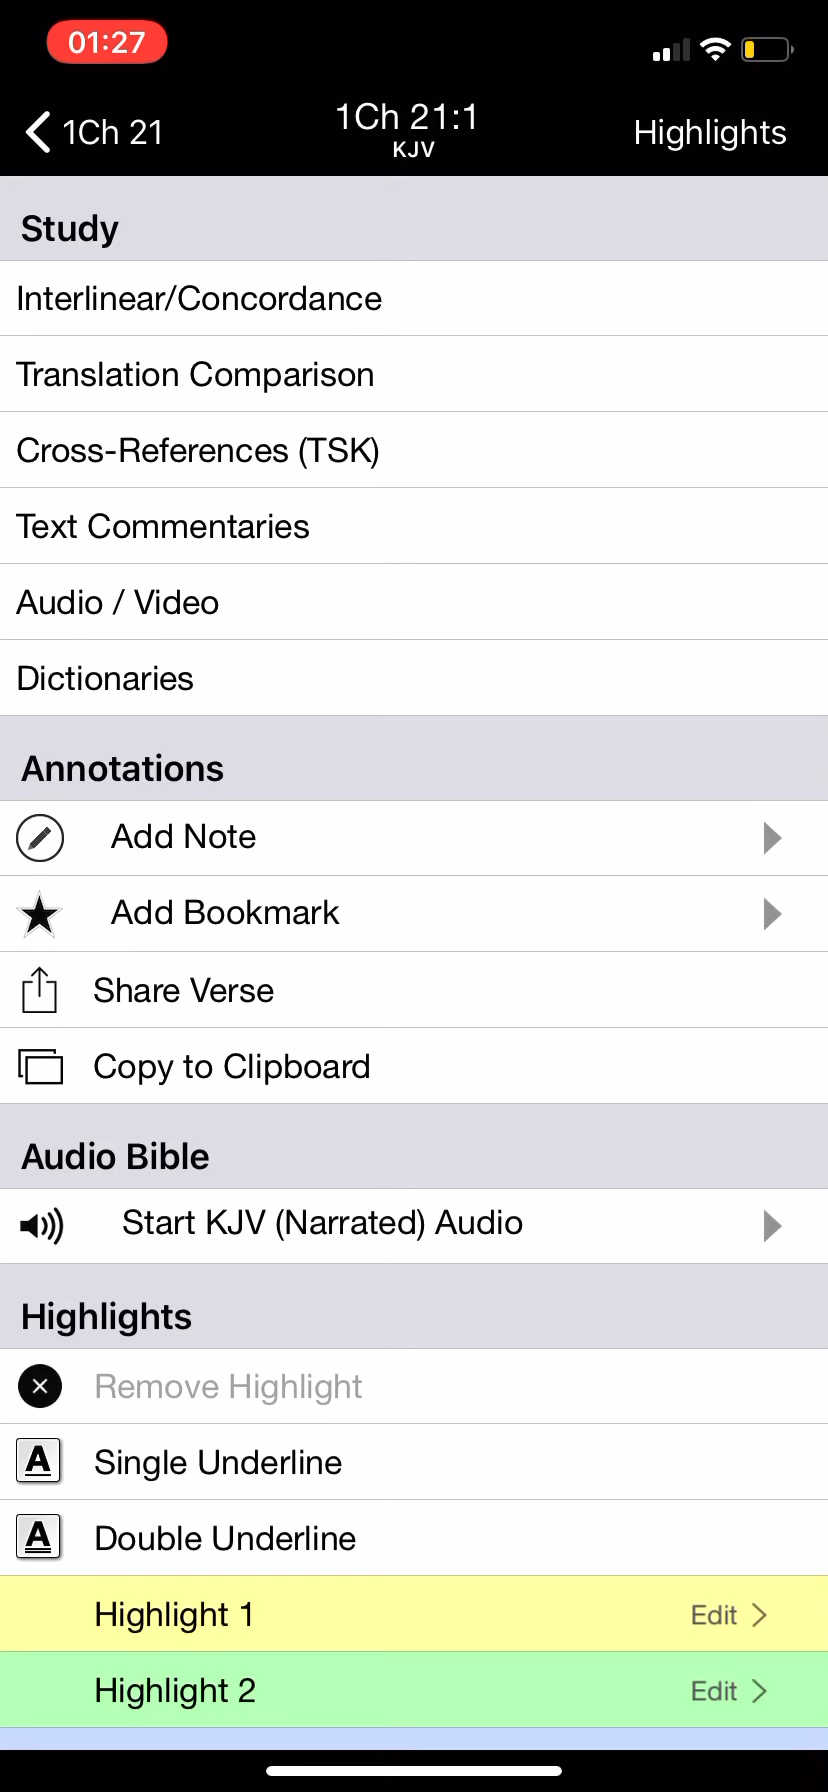 01:27
1Ch 21
1Ch 21:1
KJV
Highlights
Study
Interlinear/Concordance
Translation Comparison
Cross-References (TSK)
Text Commentaries
Audio / Video
Dictionaries
Annotations
Add Note
Add Bookmark
Share Verse
Copy to Clipboard
Audio Bible
Start KJV (Narrated) Audio
Highlights
Remove Highlight
A Single Underline
A Double Underline
Highlight 1 Edit
Highlight 2 Edit